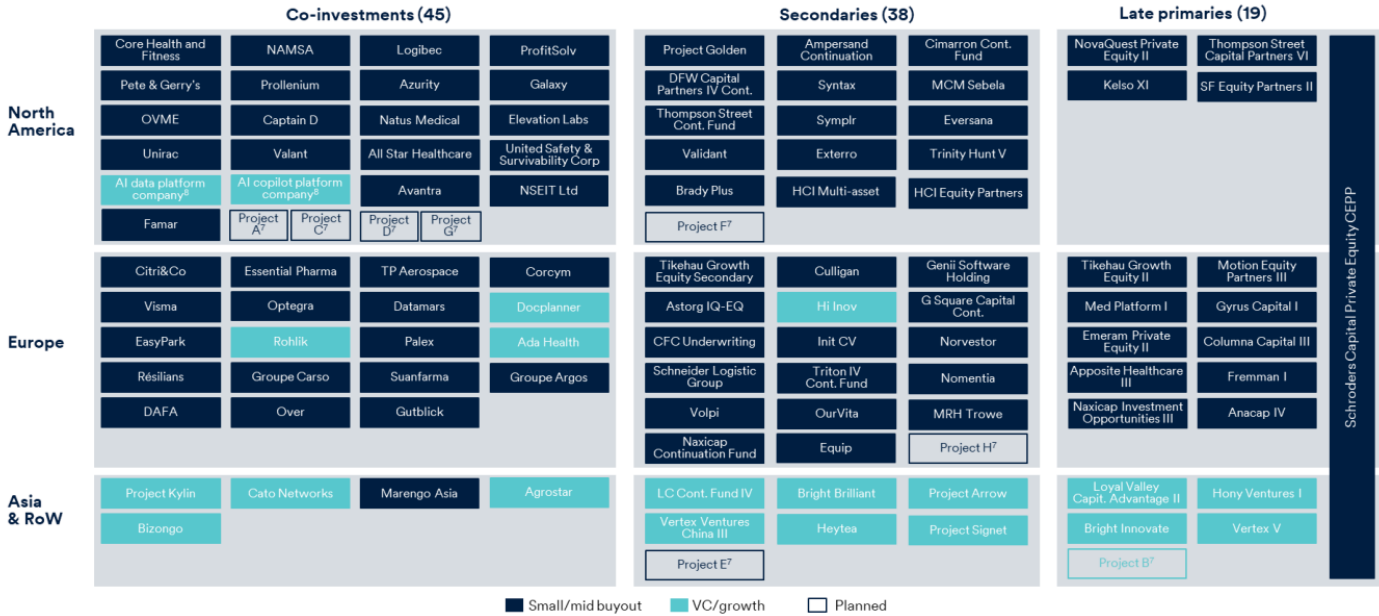 Co-investments (45)
Secondaries (38)
Late primaries (19)
North
America
Core Health and
Fitness
NAMSA
Logibec
ProfitSolv
Pete & Gerry's
Prollenium
Azurity
Galaxy
OVME
Captain D
Natus Medical
Elevation Labs
Unirac
Valant
All Star Healthcare
United Safety &
Survivability Corp
AI data platform
company⁸
AI copilot platform
company⁸
Avantra
NSEIT Ltd
Famar
Project
A⁷
Project
C⁷
Project
D⁷
Project
G⁷
Project Golden
Ampersand
Continuation
Cimarron Cont.
Fund
DFW Capital
Partners IV Cont.
Syntax
MCM Sebela
Thompson Street
Cont. Fund
Symplr
Eversana
Validant
Exterro
Trinity Hunt V
Brady Plus
HCI Multi-asset
HCI Equity Partners
Project F⁷
NovaQuest Private
Equity II
Thompson Street
Capital Partners VI
Kelso XI
SF Equity Partners II
Europe
Citri&Co
Essential Pharma
TP Aerospace
Corcym
Visma
Optegra
Datamars
Docplanner
EasyPark
Rohlik
Palex
Ada Health
Résilians
Groupe Carso
Suanfarma
Groupe Argos
DAFA
Over
Gutblick
Tikehau Growth
Equity Secondary
Culligan
Genii Software
Holding
Astorg IQ-EQ
Hi Inov
G Square Capital
Cont.
CFC Underwriting
Init CV
Norvestor
Schneider Logistic
Group
Triton IV
Cont. Fund
Nomentia
Volpi
OurVita
MRH Trowe
Naxicap
Continuation Fund
Equip
Project H⁷
Tikehau Growth
Equity II
Motion Equity
Partners III
Med Platform I
Gyrus Capital I
Emeram Private
Equity II
Columna Capital III
Apposite Healthcare
III
Fremman I
Naxicap Investment
Opportunities III
Anacap IV
Asia
& RoW
Project Kylin
Cato Networks
Marengo Asia
Agrostar
Bizongo
LC Cont. Fund IV
Bright Brilliant
Project Arrow
Vertex Ventures
China III
Heytea
Project Signet
Project E⁷
Loyal Valley
Capit. Advantage II
Hony Ventures I
Bright Innovate
Vertex V
Project B⁷
Schroders Capital Private Equity CEPP
Small/mid buyout
VC/growth
Planned